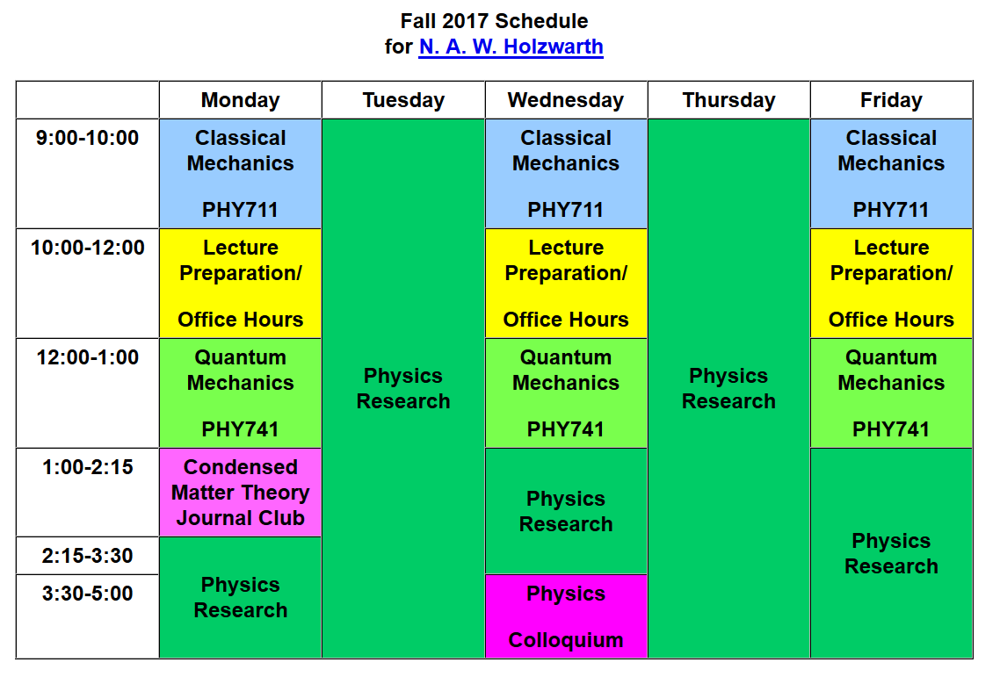 Fall 2017 Schedule
for N. A. W. Holzwarth
Monday Tuesday Wednesday Thursday Friday
9:00-10:00
Classical
Mechanics
PHY711
Classical
Mechanics
PHY711
Classical
Mechanics
PHY711
10:00-12:00
Lecture
Preparation/
Office Hours
Lecture
Preparation/
Office Hours
Lecture
Preparation/
Office Hours
12:00-1:00
Quantum
Mechanics
PHY741
Physics
Research
Quantum
Mechanics
PHY741
Physics
Research
Quantum
Mechanics
PHY741
1:00-2:15
Condensed
Matter Theory
Journal Club
Physics
Research
Physics
Research
2:15-3:30
Physics
Research
3:30-5:00
Physics
Colloquium